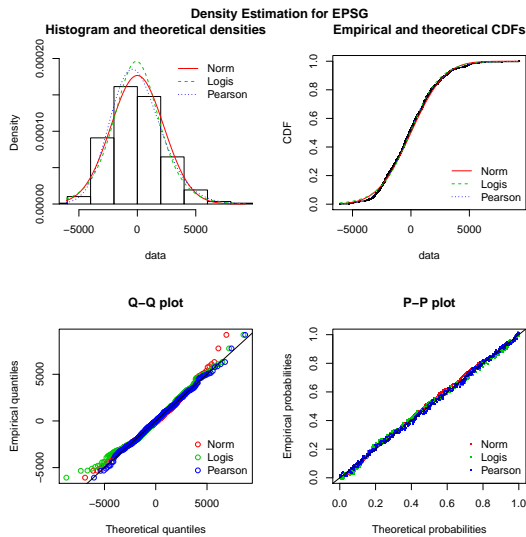 Density Estimation for EPSG
Histogram and theoretical densities
Density
0.00000
0.00010
0.00020
−5000
0
5000
data
Norm
Logis
Pearson
Empirical and theoretical CDFs
CDF
0.0
0.2
0.4
0.6
0.8
1.0
−5000
0
5000
data
Norm
Logis
Pearson
Q−Q plot
Empirical quantiles
−5000
0
5000
−5000
0
5000
Theoretical quantiles
Norm
Logis
Pearson
P−P plot
Empirical probabilities
0.0
0.2
0.4
0.6
0.8
1.0
0.0
0.2
0.4
0.6
0.8
1.0
Theoretical probabilities
Norm
Logis
Pearson